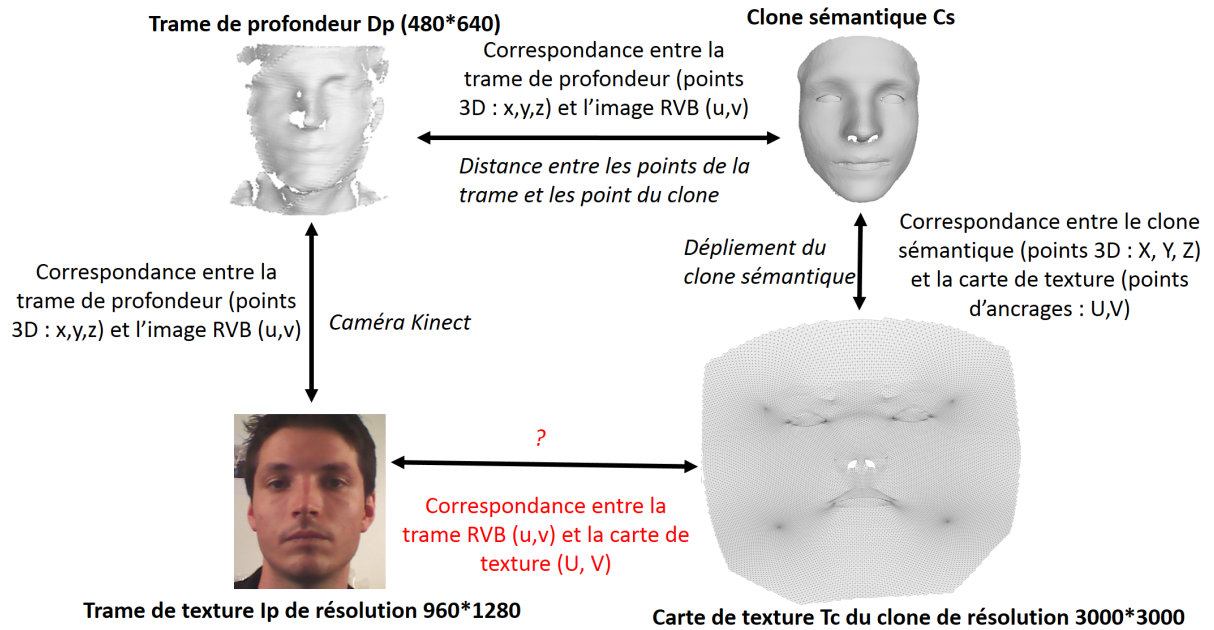 Trame de profondeur Dp (480*640)
Clone sémantique Cs
Correspondance entre la
trame de profondeur (points
3D : x,y,z) et l’image RVB (u,v)
Distance entre les points de la
trame et les point du clone
Correspondance entre la
trame de profondeur (points
3D : x,y,z) et l’image RVB (u,v)
Caméra Kinect
Dépliement du
clone sémantique
Correspondance entre le clone
sémantique (points 3D : X, Y, Z)
et la carte de texture (points
d’ancrages : U,V)
?
Correspondance entre la
trame RVB (u,v) et la carte de
texture (U, V)
Trame de texture Ip de résolution 960*1280
Carte de texture Tc du clone de résolution 3000*3000